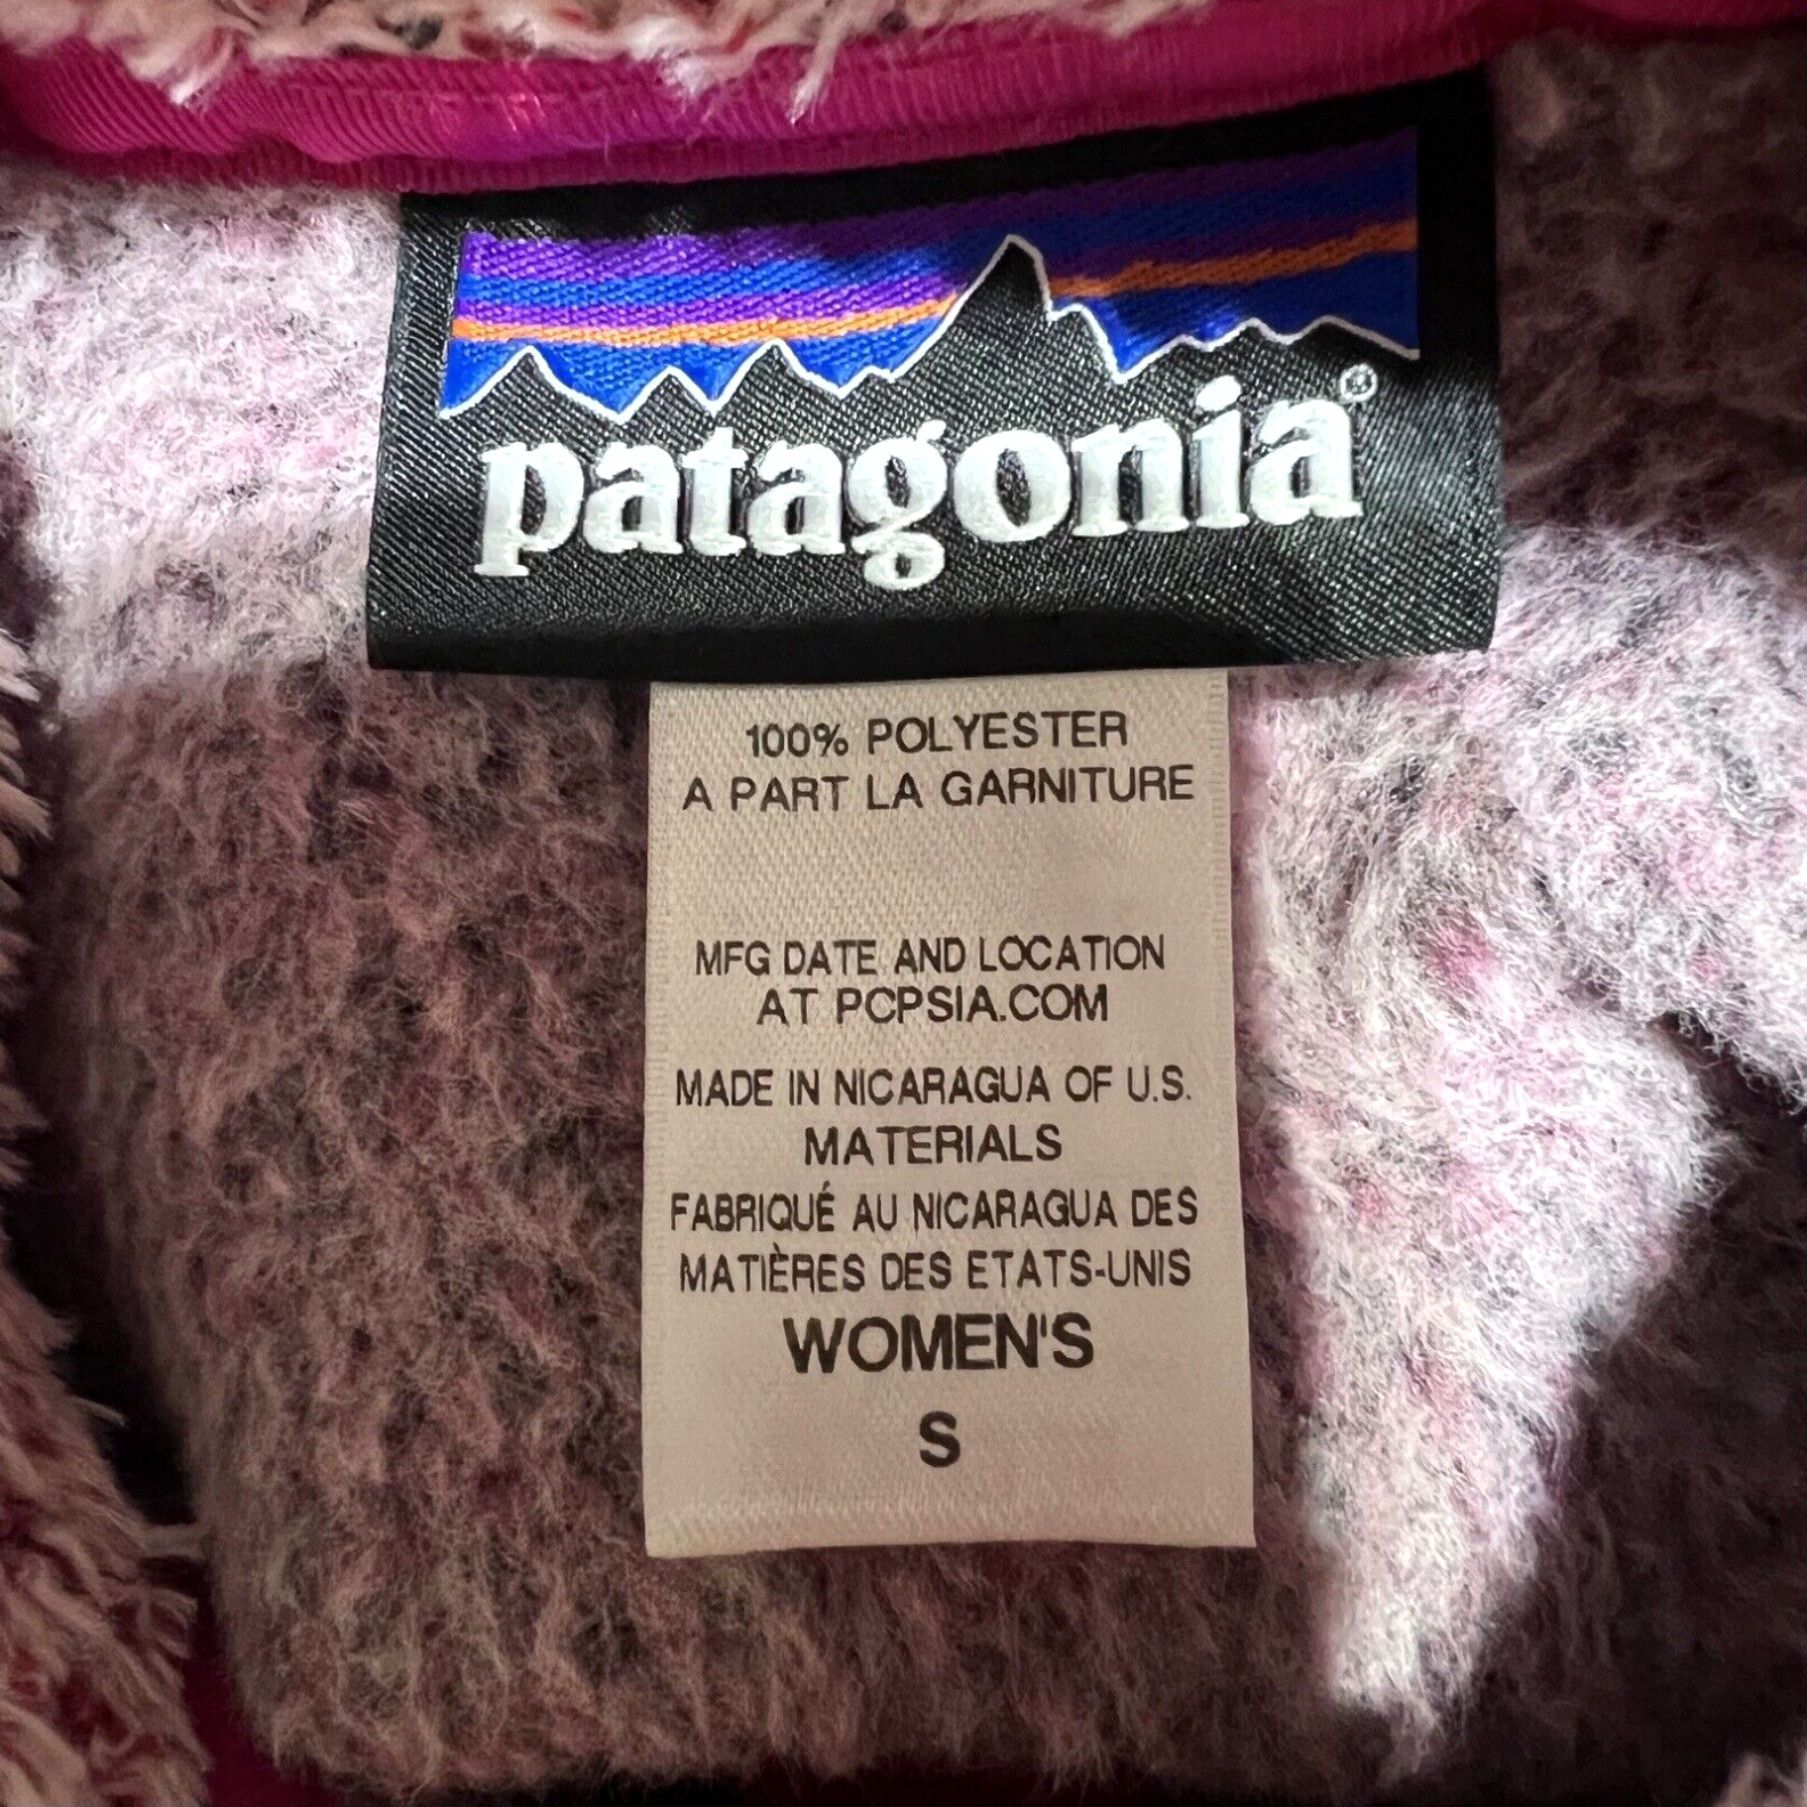 patagonia®
100% POLYESTER
A PART LA GARNITURE
MFG DATE AND LOCATION
AT PCPSIA.COM
MADE IN NICARAGUA OF U.S.
MATERIALS
FABRIQUÉ AU NICARAGUA DES
MATIÈRES DES ETATS-UNIS
WOMEN'S
S